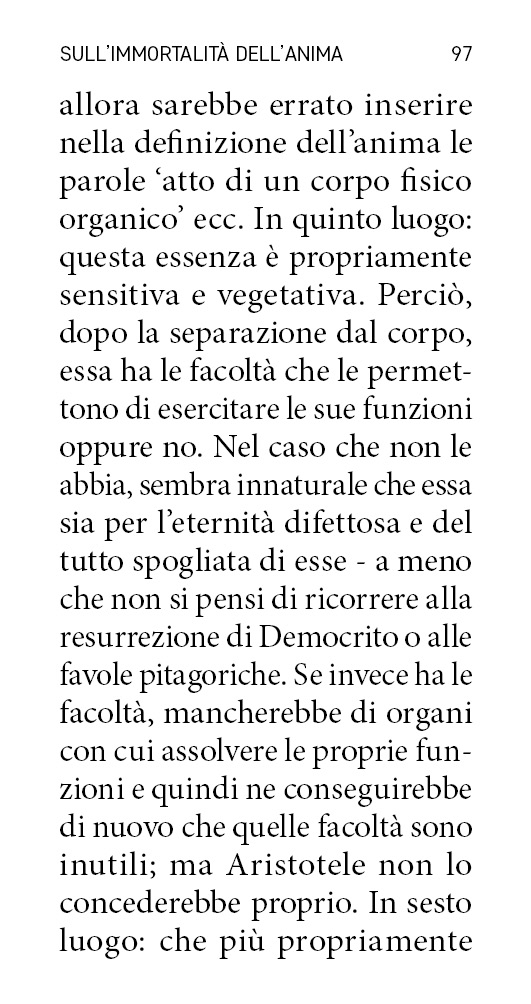 SULL'IMMORTALITÀ DELL'ANIMA 97
allora sarebbe errato inserire
nella definizione dell'anima le
parole ‘atto di un corpo fisico
organico’ ecc. In quinto luogo:
questa essenza è propriamente
sensitiva e vegetativa. Perciò,
dopo la separazione dal corpo,
essa ha le facoltà che le permet-
tono di esercitare le sue funzioni
oppure no. Nel caso che non le
abbia, sembra innaturale che essa
sia per l'eternità difettosa e del
tutto spogliata di esse - a meno
che non si pensi di ricorrere alla
resurrezione di Democrito o alle
favole pitagoriche. Se invece ha le
facoltà, mancherebbe di organi
con cui assolvere le proprie fun-
zioni e quindi ne conseguirebbe
di nuovo che quelle facoltà sono
inutili; ma Aristotele non lo
concederebbe proprio. In sesto
luogo: che più propriamente